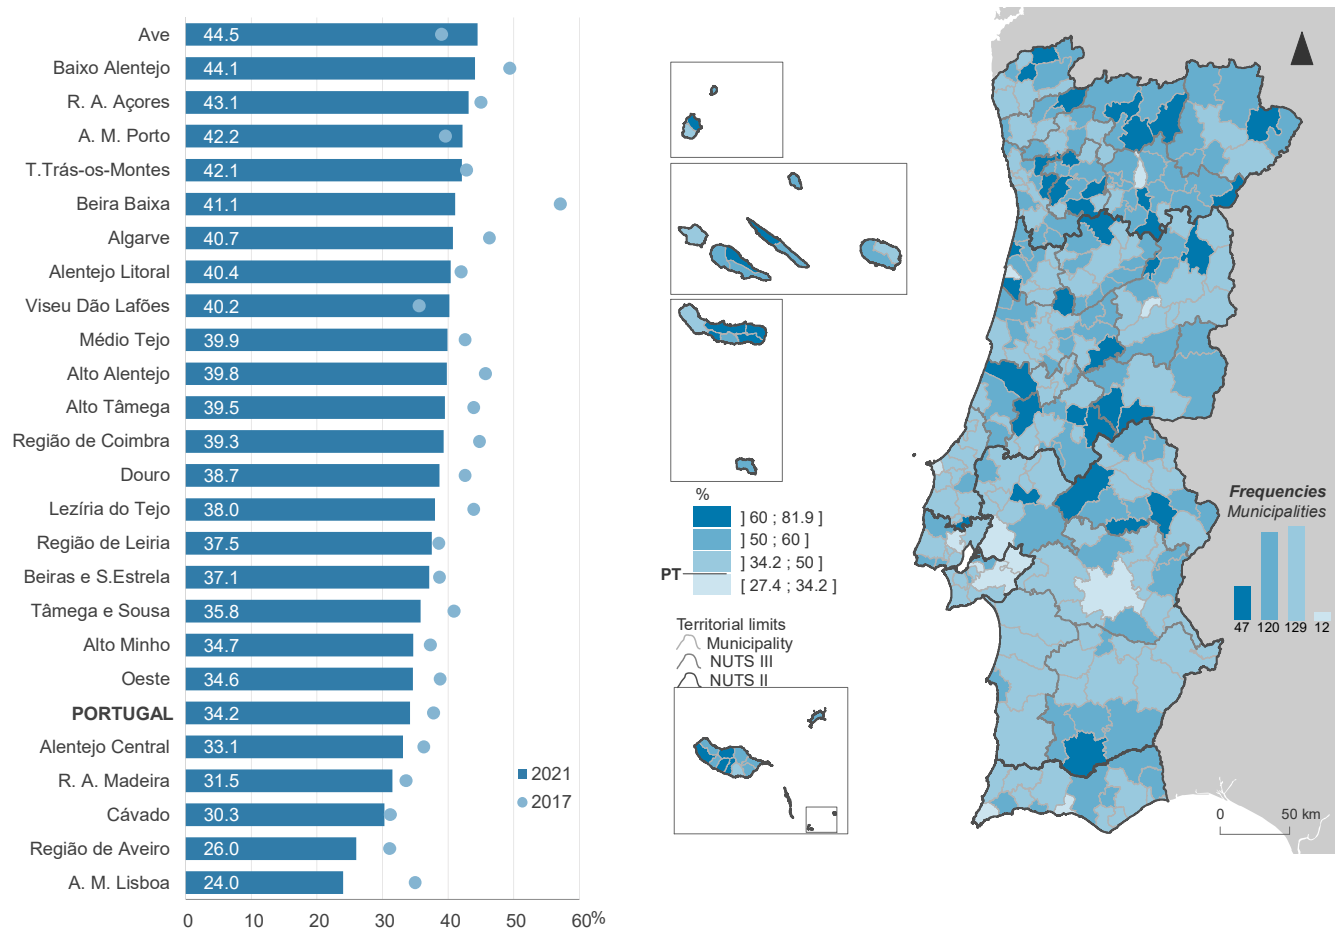 Ave 44.5
Baixo Alentejo 44.1
R. A. Açores 43.1
A. M. Porto 42.2
T.Trás-os-Montes 42.1
Beira Baixa 41.1
Algarve 40.7
Alentejo Litoral 40.4
Viseu Dão Lafões 40.2
Médio Tejo 39.9
Alto Alentejo 39.8
Alto Tâmega 39.5
Região de Coimbra 39.3
Douro 38.7
Lezíria do Tejo 38.0
Região de Leiria 37.5
Beiras e S.Estrela 37.1
Tâmega e Sousa 35.8
Alto Minho 34.7
Oeste 34.6
PORTUGAL 34.2
Alentejo Central 33.1
R. A. Madeira 31.5
Cávado 30.3
Região de Aveiro 26.0
A. M. Lisboa 24.0
0 10 20 30 40 50 60%
2021
2017
%
] 60 ; 81.9 ]
] 50 ; 60 ]
] 34.2 ; 50 ]
PT
[ 27.4 ; 34.2 ]
Territorial limits
Municipality
NUTS III
NUTS II
Frequencies
Municipalities
47 120 129 12
0 50 km